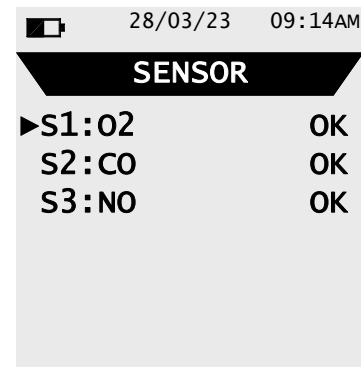 28/03/23 09:14AM
SENSOR
►S1:O2 OK
S2:CO OK
S3:NO OK